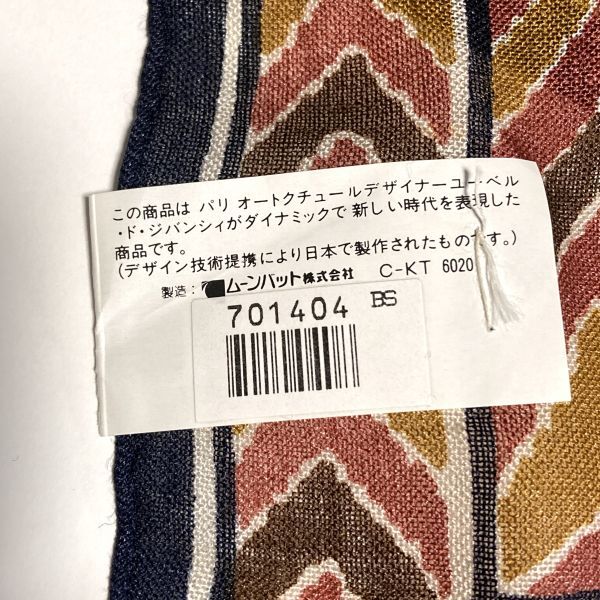 この商品は パリ オートクチュールデザイナーユーベル
・ド・ジバンシィがダイナミックで 新しい時代を表現した
商品です。
(デザイン技術提携により日本で製作されたものです。)
製造：ムーンバット株式会社 C-KT 6020
701404 BS